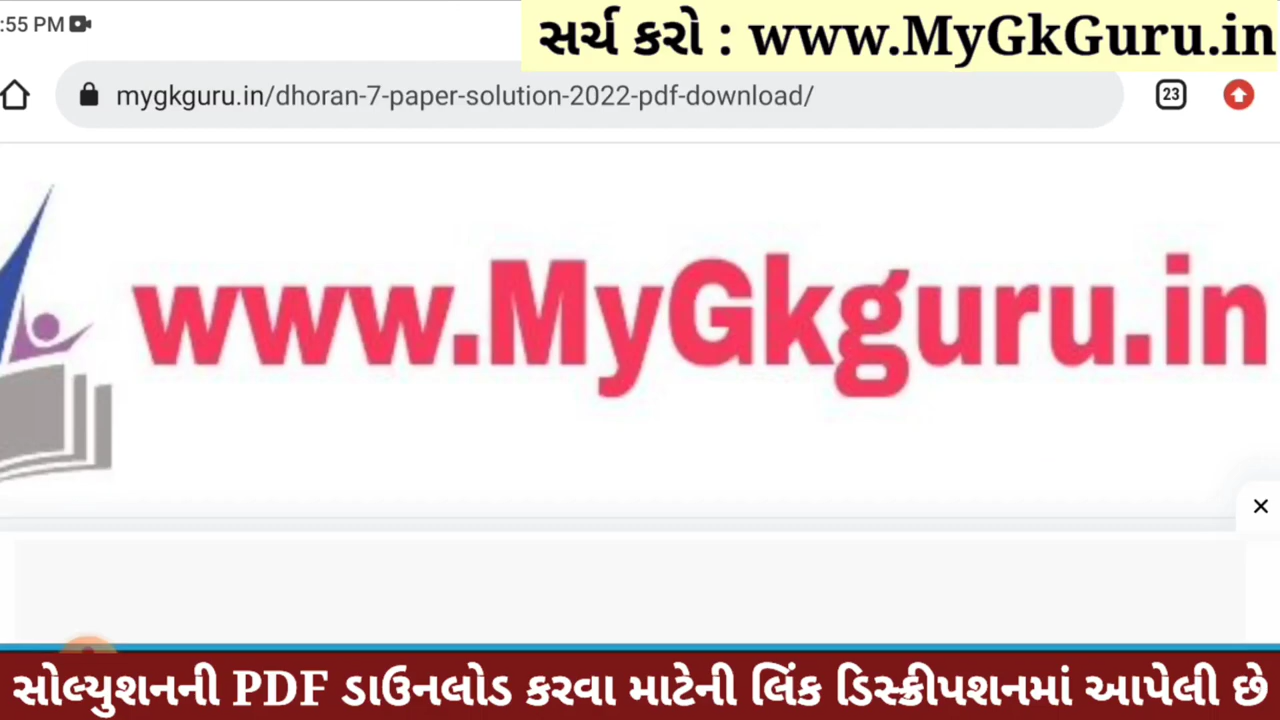 :55 PM
સર્ચ કરો : www.MyGkGuru.in
mygkguru.in/dhoran-7-paper-solution-2022-pdf-download/
23
www.MyGkguru.in
સોલ્યુશનની PDF ડાઉનલોડ કરવા માટેની લિંક ડિસ્ક્રીપશનમાં આપેલી છે